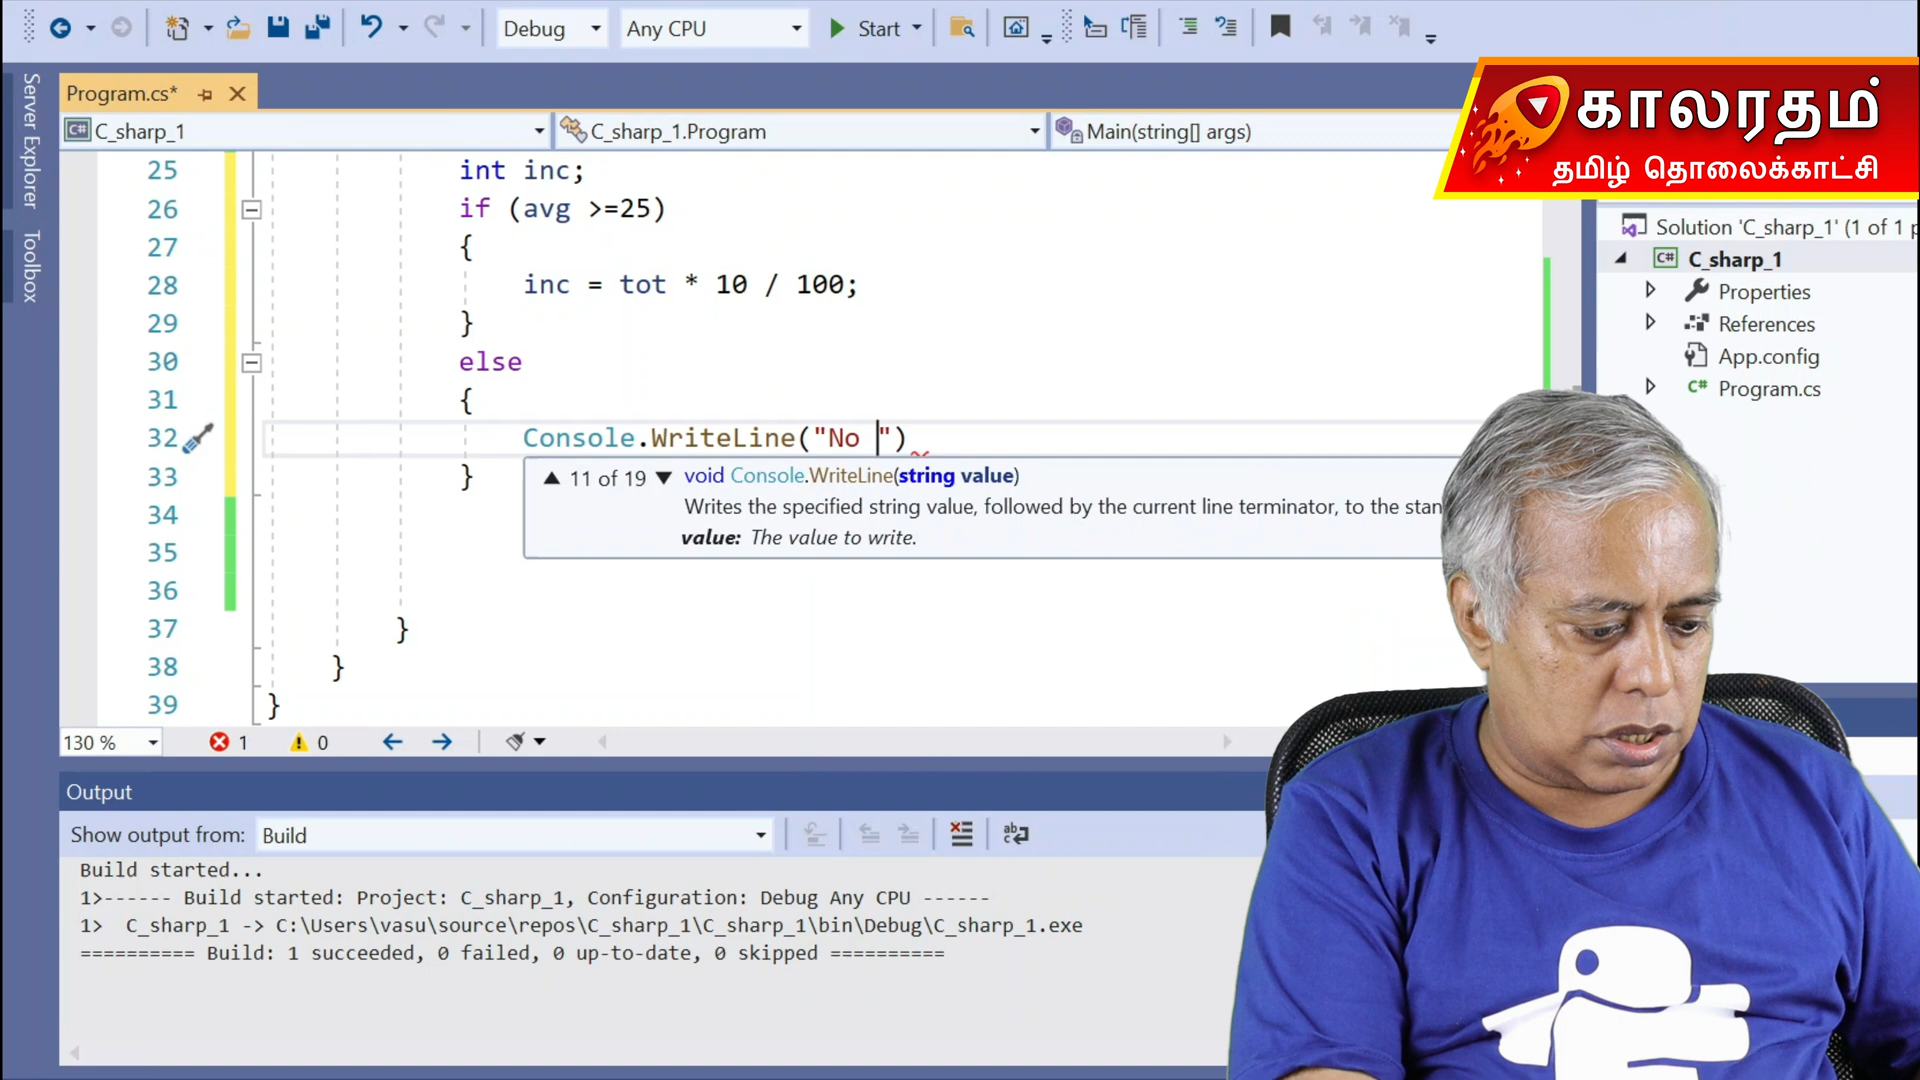 Debug Any CPU Start
Server Explorer
Toolbox
Program.cs*
C_sharp_1 C_sharp_1.Program Main(string[] args)
காலரதம்
தமிழ் தொலைக்காட்சி
25 int inc;
26 if (avg >=25)
27 {
28 inc = tot * 10 / 100;
29 }
30 else
31 {
32 Console.WriteLine("No ")
33 }
11 of 19 void Console.WriteLine(string value)
Writes the specified string value, followed by the current line terminator, to the stan
value: The value to write.
34
35
36
37 }
38 }
39 }
130 % 1 0
Solution 'C_sharp_1' (1 of 1 p
C# C_sharp_1
Properties
References
App.config
C# Program.cs
Output
Show output from: Build
Build started...
1>------ Build started: Project: C_sharp_1, Configuration: Debug Any CPU ------
1> C_sharp_1 -> C:\Users\vasu\source\repos\C_sharp_1\C_sharp_1\bin\Debug\C_sharp_1.exe
========== Build: 1 succeeded, 0 failed, 0 up-to-date, 0 skipped ==========